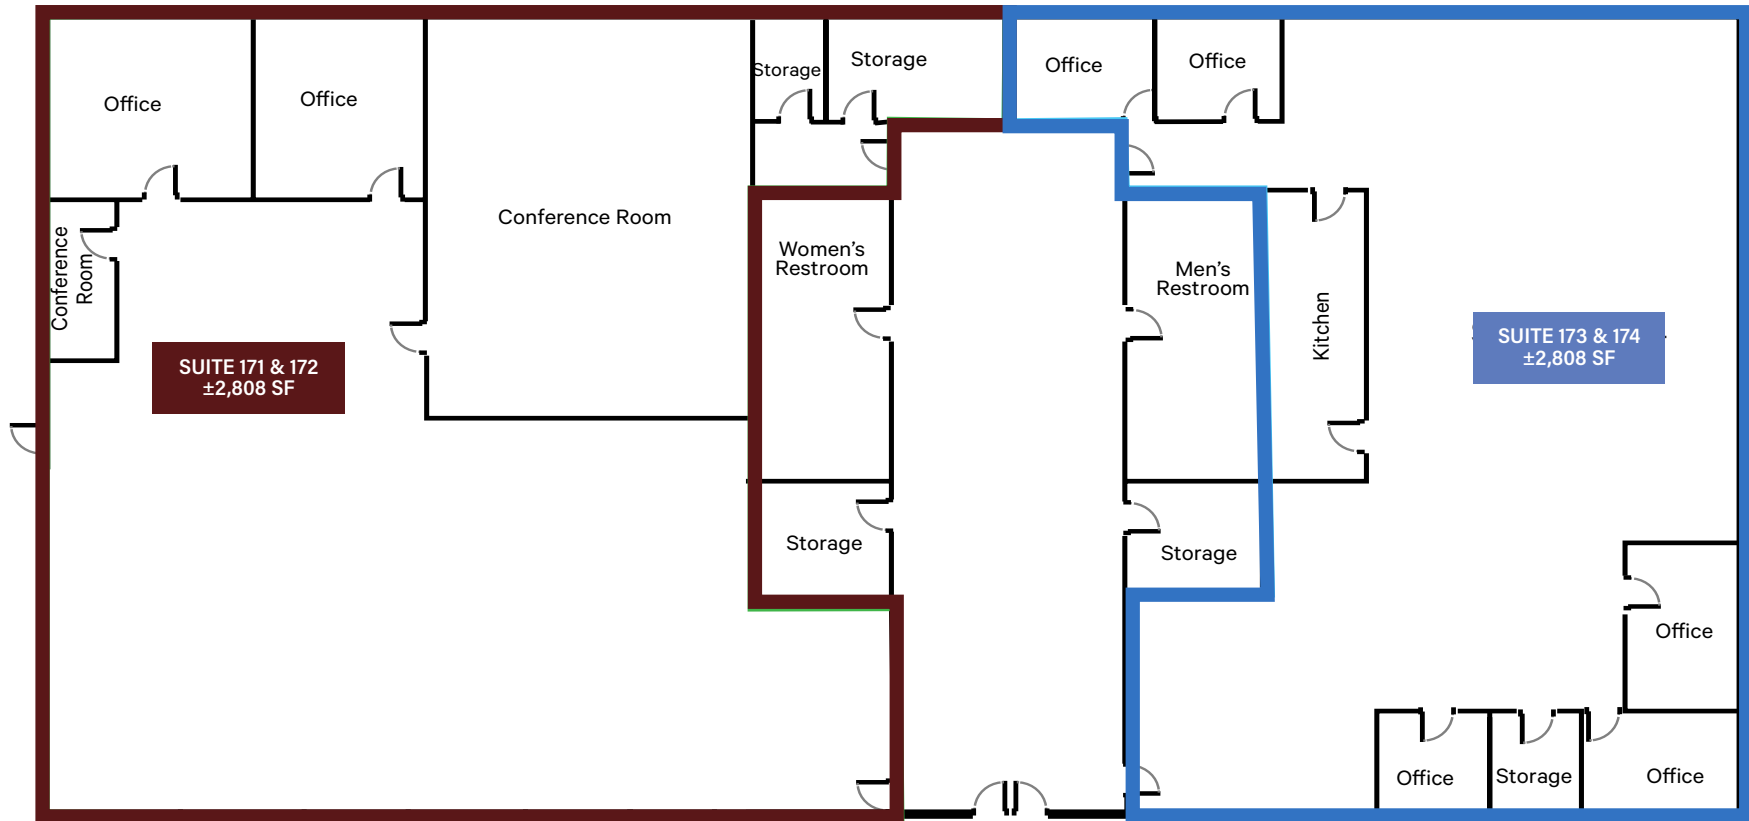 Office
Office
Storage
Storage
Office
Office
Conference Room
Conference
Room
Women's
Restroom
Men's
Restroom
Kitchen
SUITE 171 & 172
±2,808 SF
SUITE 173 & 174
±2,808 SF
Storage
Storage
Office
Office
Storage
Office